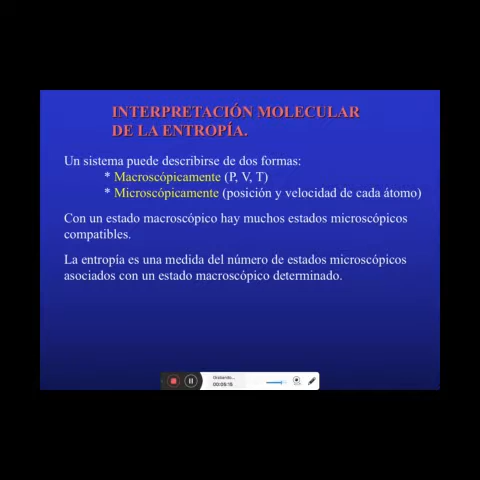 INTERPRETACIÓN MOLECULAR
DE LA ENTROPÍA.
Un sistema puede describirse de dos formas:
* Macroscópicamente (P, V, T)
* Microscópicamente (posición y velocidad de cada átomo)
Con un estado macroscópico hay muchos estados microscópicos
compatibles.
La entropía es una medida del número de estados microscópicos
asociados con un estado macroscópico determinado.
Grabando...
00:05:15